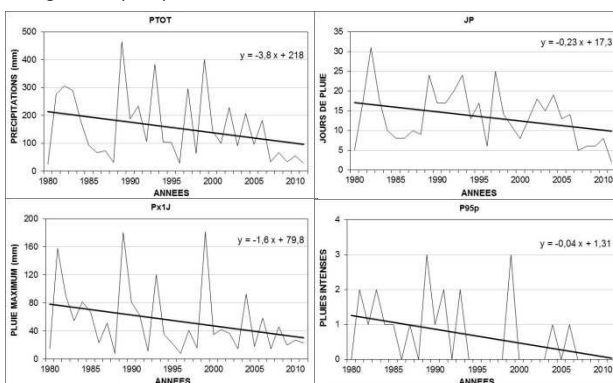 PTOT
PRECIPITATIONS (mm)
500
400
300
200
100
0
y = -3,8 x + 218
1980 1985 1990 1995 2000 2005 2010
ANNEES
JP
JOURS DE PLUIE
35
30
25
20
15
10
5
0
y = -0,23 x + 17,3
1980 1985 1990 1995 2000 2005 2010
ANNEES
Px1J
PLUIE MAXIMUM (mm)
200
160
120
80
40
0
y = -1,6 x + 79,8
1980 1985 1990 1995 2000 2005 2010
ANNEES
P95p
PLUIES INTENSES
4
3
2
1
0
y = -0,04 x + 1,31
1980 1985 1990 1995 2000 2005 2010
ANNEES